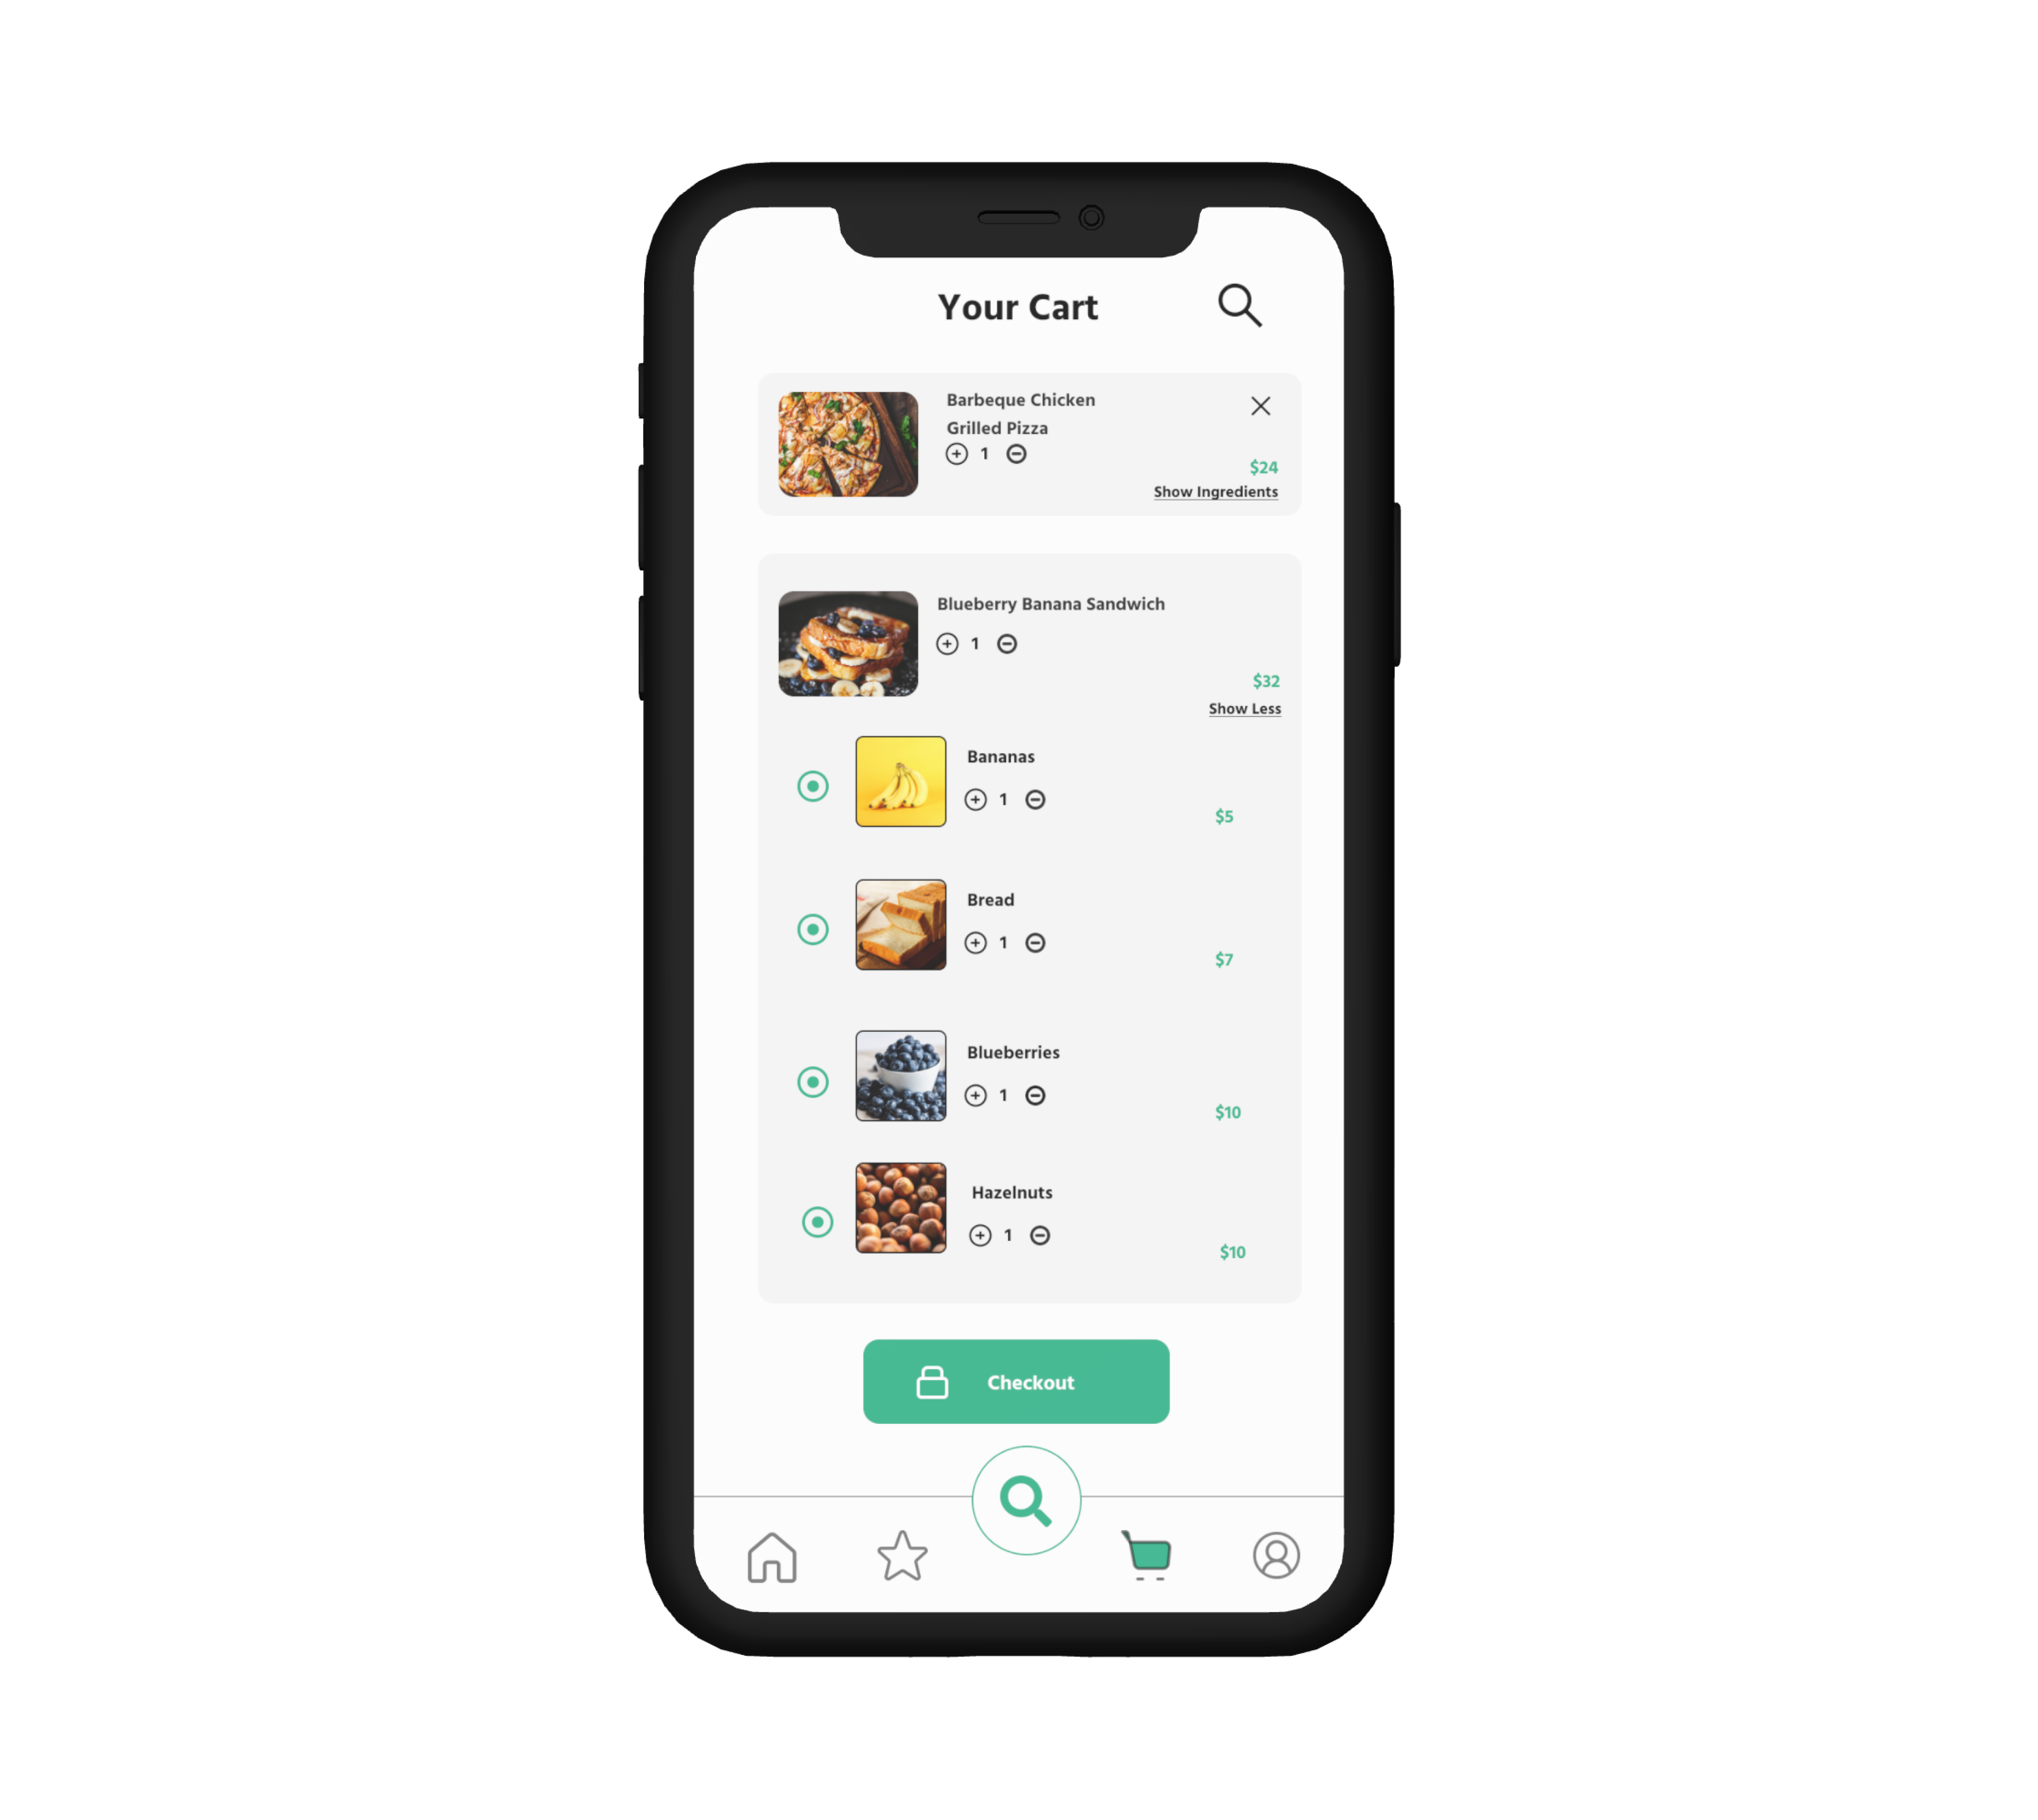 Your Cart
Barbeque Chicken
Grilled Pizza
1
$24
Show Ingredients
Blueberry Banana Sandwich
1
$32
Show Less
Bananas
1
$5
Bread
1
$7
Blueberries
1
$10
Hazelnuts
1
$10
Checkout